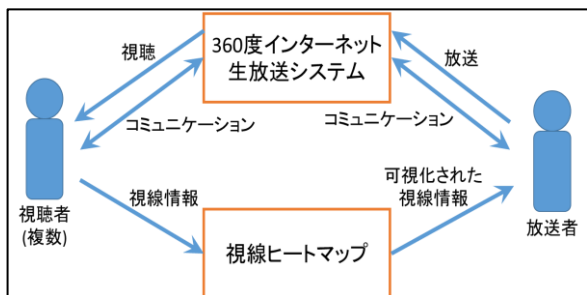 360度インターネット
生放送システム
視聴
放送
コミュニケーション
コミュニケーション
視聴者
(複数)
視線情報
可視化された
視線情報
放送者
視線ヒートマップ